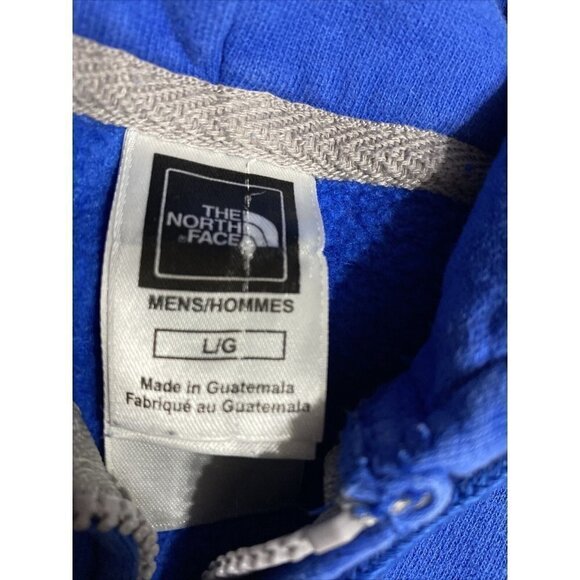 THE
NORTH
FACE
MENS/HOMMES
L/G
Made in Guatemala
Fabriqué au Guatemala